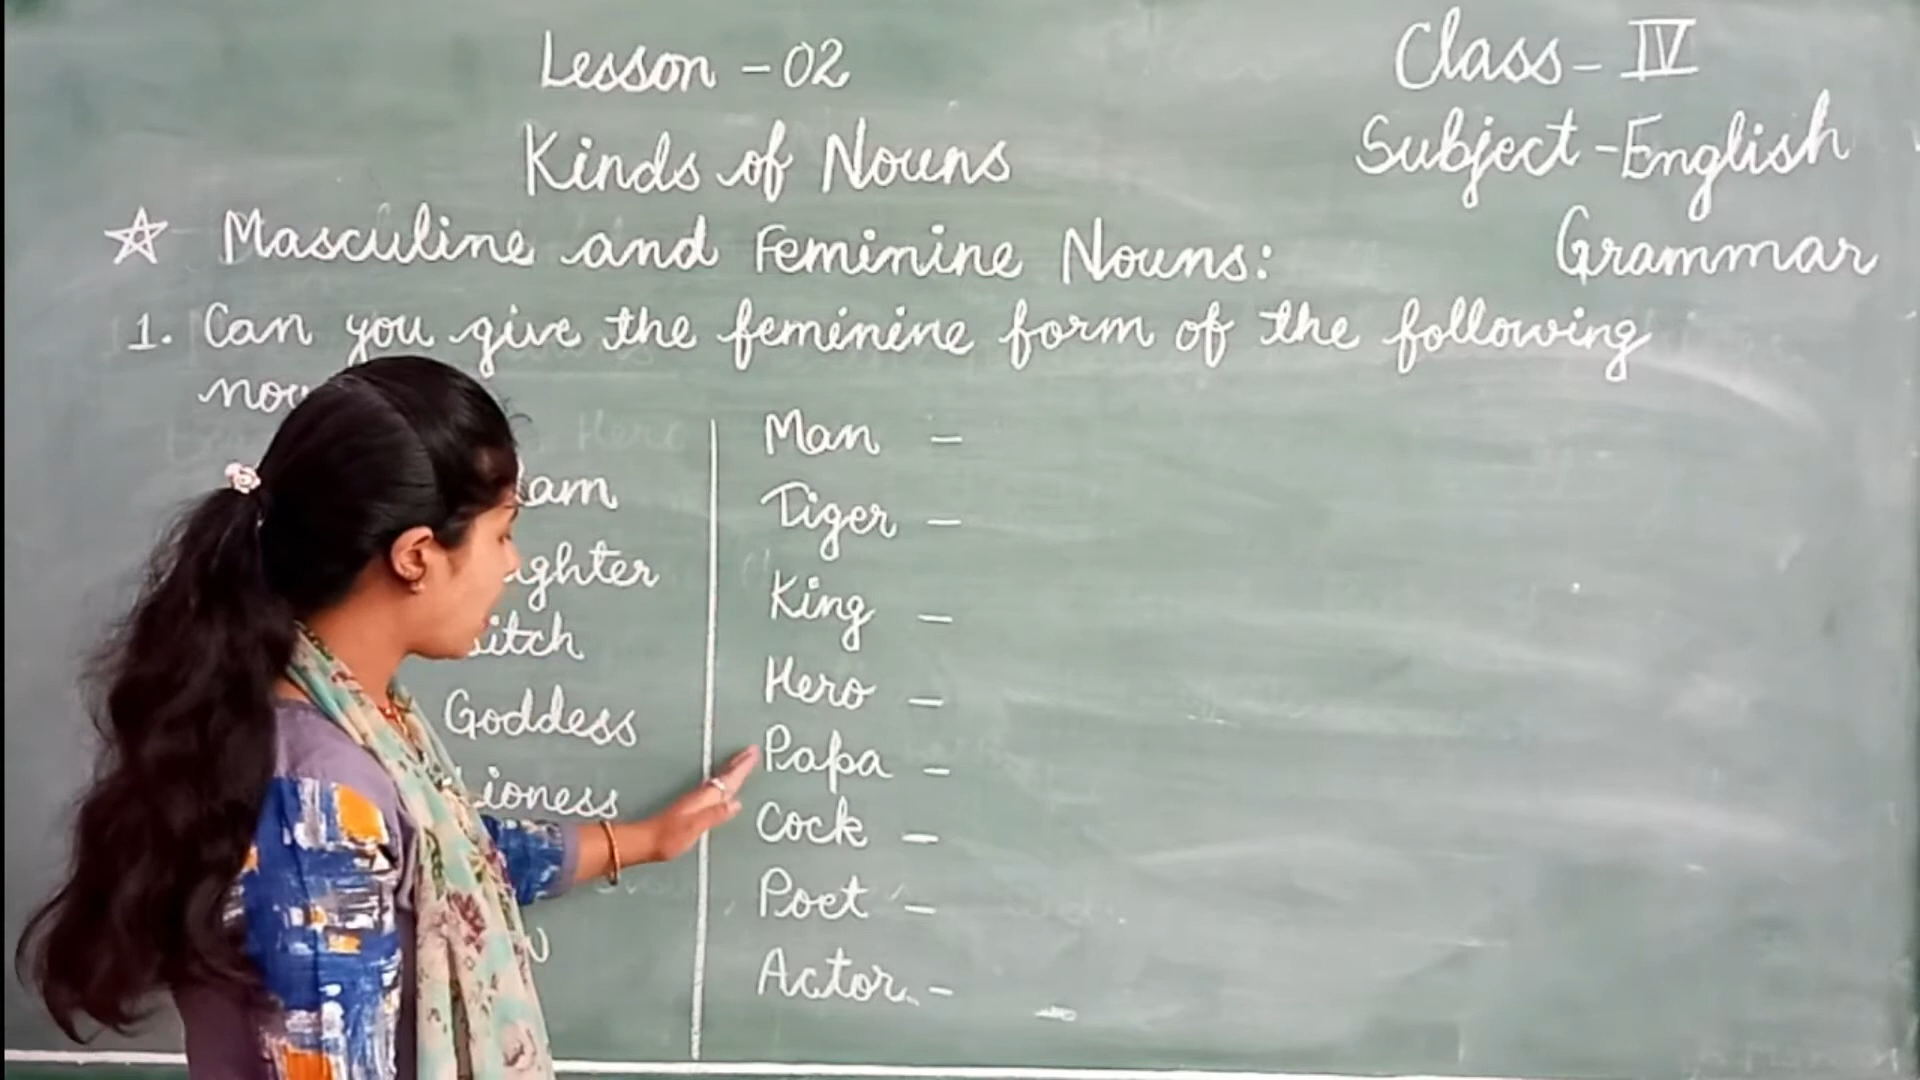 Lesson - 02
Class - IV
Kinds of Nouns
Subject - English
Grammar
☆ Masculine and Feminine Nouns:
1. Can you give the feminine form of the following
Goddess
Man -
Tiger -
King -
Hero -
Papa -
Cock -
Poet -
Actor -